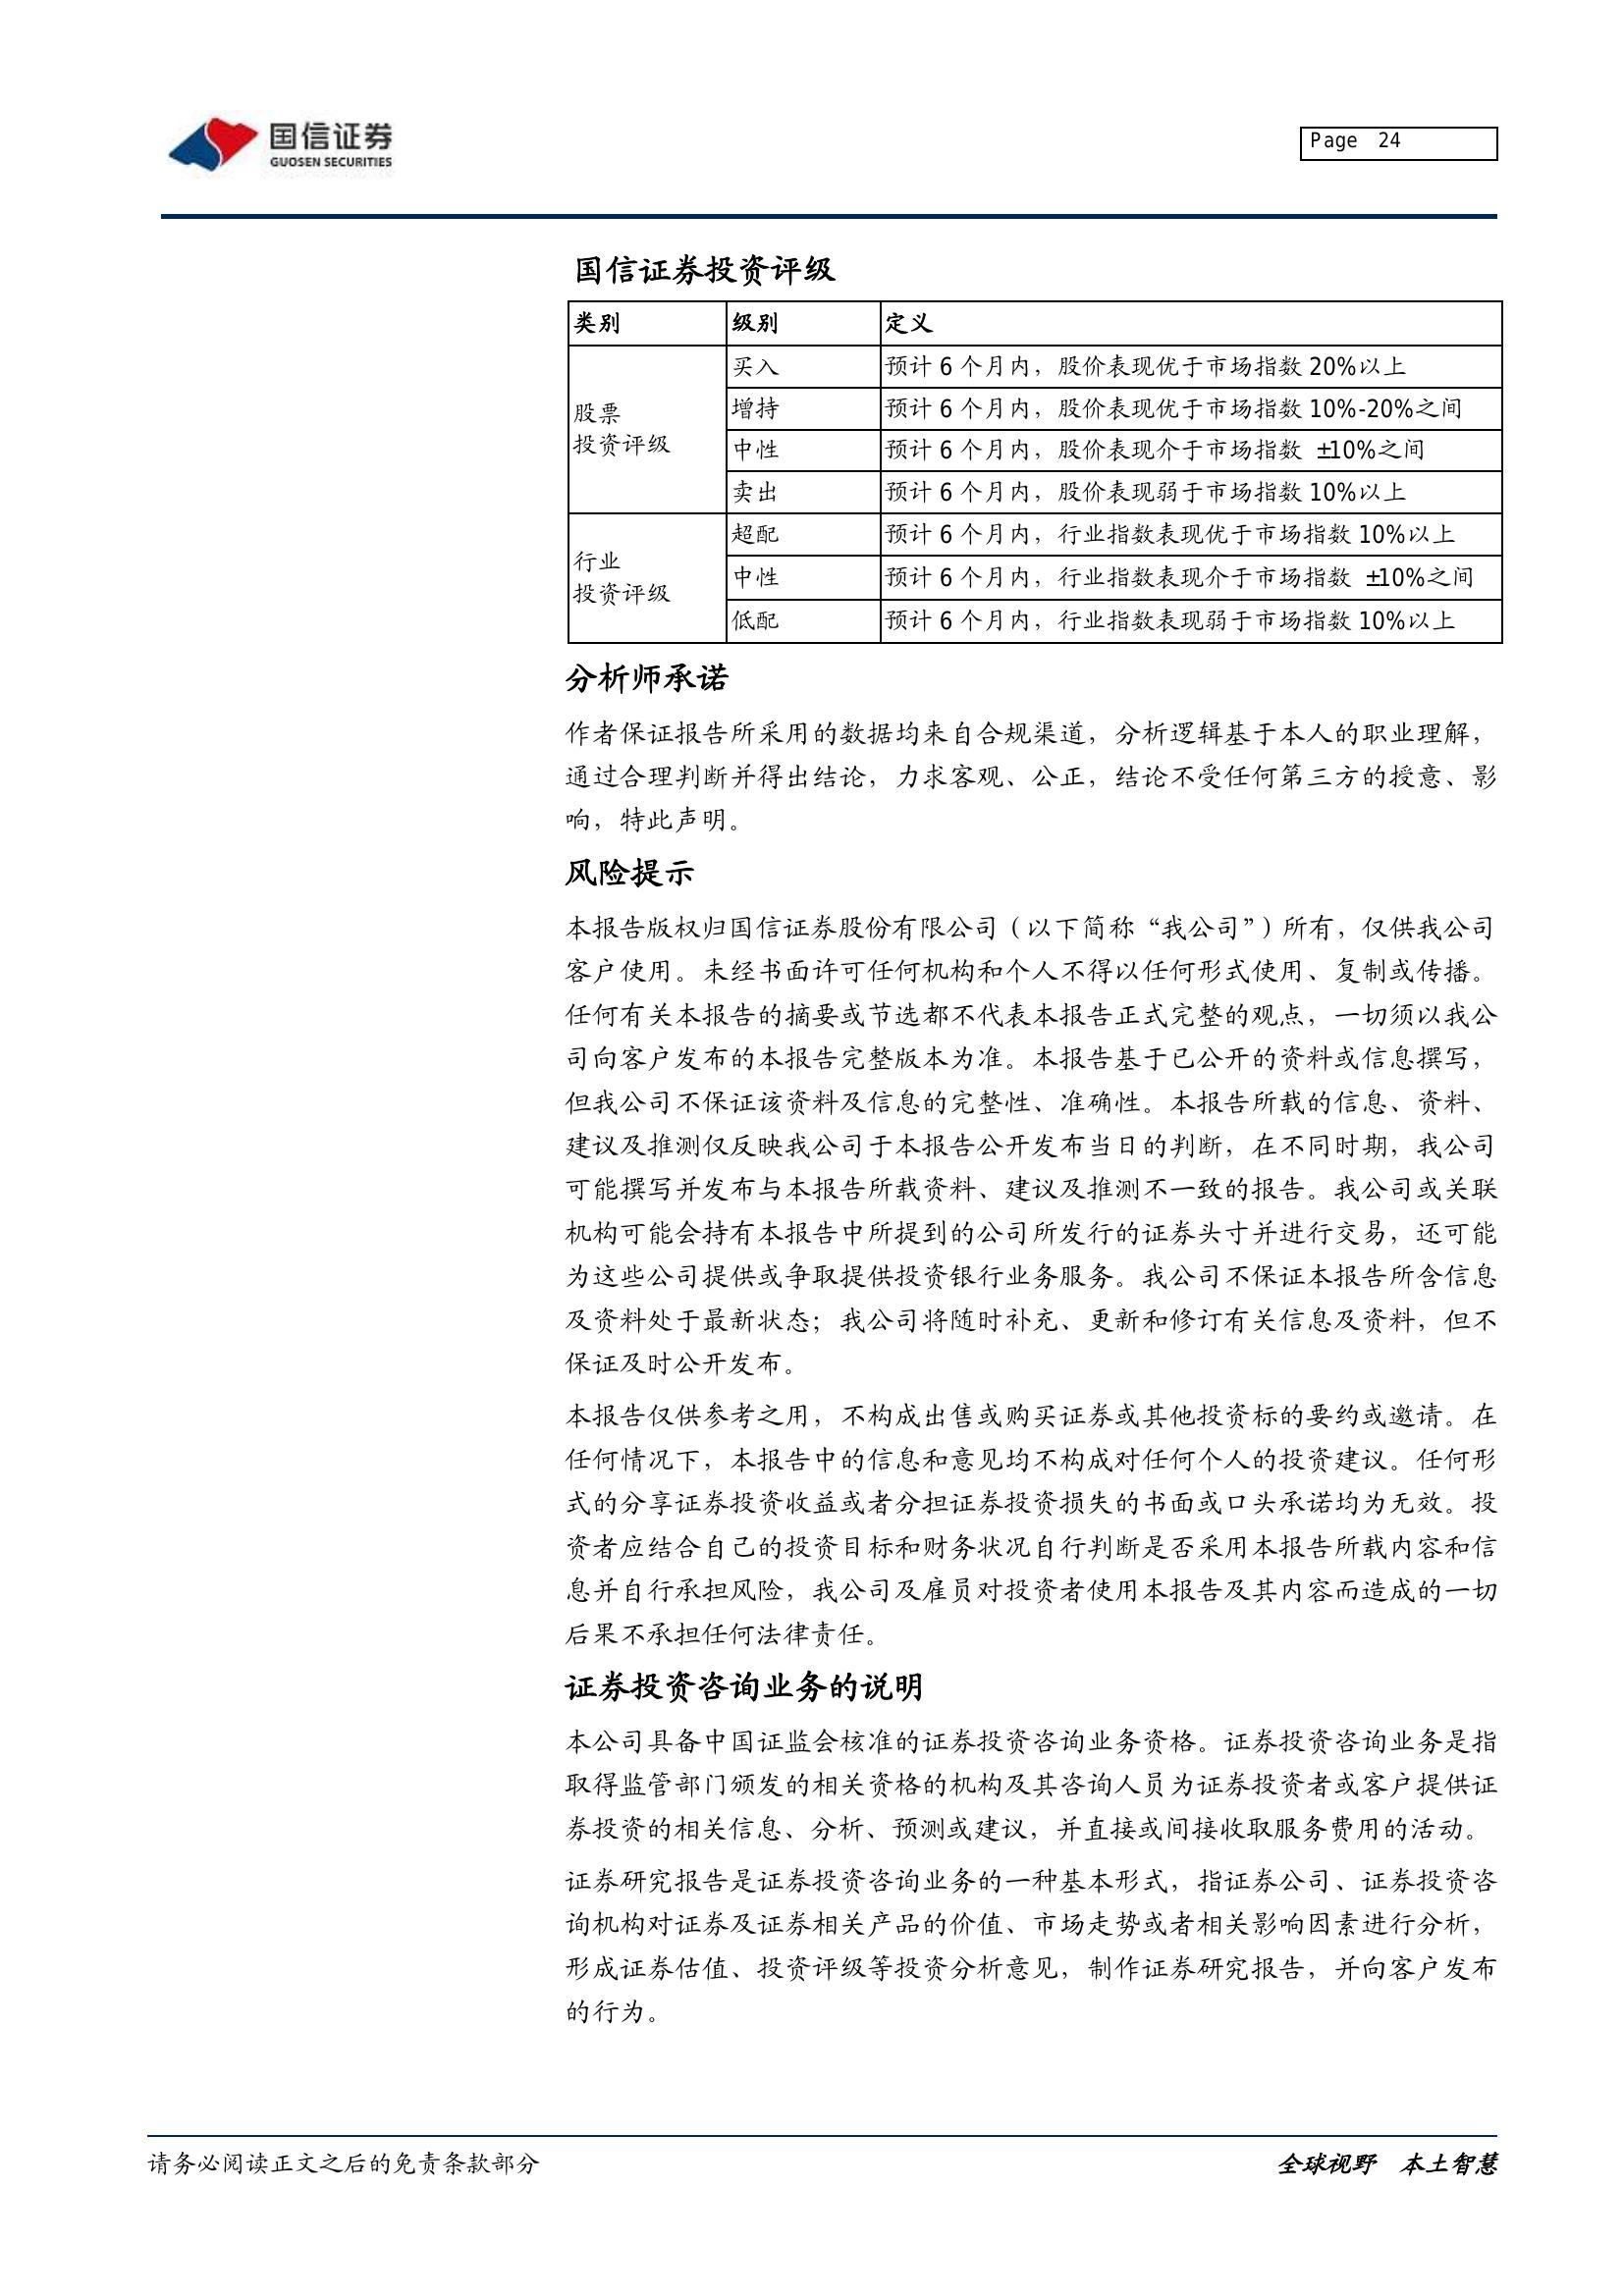 国信证券
GUOSEN SECURITIES
Page 24
国信证券投资评级
类别 级别 定义
股票
投资评级
买入 预计 6 个月内，股价表现优于市场指数 20%以上
增持 预计 6 个月内，股价表现优于市场指数 10%-20%之间
中性 预计 6 个月内，股价表现介于市场指数 ±10%之间
卖出 预计 6 个月内，股价表现弱于市场指数 10%以上
行业
投资评级
超配 预计 6 个月内，行业指数表现优于市场指数 10%以上
中性 预计 6 个月内，行业指数表现介于市场指数 ±10%之间
低配 预计 6 个月内，行业指数表现弱于市场指数 10%以上
分析师承诺
作者保证报告所采用的数据均来自合规渠道，分析逻辑基于本人的职业理解，
通过合理判断并得出结论，力求客观、公正，结论不受任何第三方的授意、影
响，特此声明。
风险提示
本报告版权归国信证券股份有限公司（以下简称“我公司”）所有，仅供我公司
客户使用。未经书面许可任何机构和个人不得以任何形式使用、复制或传播。
任何有关本报告的摘要或节选都不代表本报告正式完整的观点，一切须以我公
司向客户发布的本报告完整版本为准。本报告基于已公开的资料或信息撰写，
但我公司不保证该资料及信息的完整性、准确性。本报告所载的信息、资料、
建议及推测仅反映我公司于本报告公开发布当日的判断，在不同时期，我公司
可能撰写并发布与本报告所载资料、建议及推测不一致的报告。我公司或关联
机构可能会持有本报告中所提到的公司所发行的证券头寸并进行交易，还可能
为这些公司提供或争取提供投资银行业务服务。我公司不保证本报告所含信息
及资料处于最新状态；我公司将随时补充、更新和修订有关信息及资料，但不
保证及时公开发布。
本报告仅供参考之用，不构成出售或购买证券或其他投资标的要约或邀请。在
任何情况下，本报告中的信息和意见均不构成对任何个人的投资建议。任何形
式的分享证券投资收益或者分担证券投资损失的书面或口头承诺均为无效。投
资者应结合自己的投资目标和财务状况自行判断是否采用本报告所载内容和信
息并自行承担风险，我公司及雇员对投资者使用本报告及其内容而造成的一切
后果不承担任何法律责任。
证券投资咨询业务的说明
本公司具备中国证监会核准的证券投资咨询业务资格。证券投资咨询业务是指
取得监管部门颁发的相关资格的机构及其咨询人员为证券投资者或客户提供证
券投资的相关信息、分析、预测或建议，并直接或间接收取服务费用的活动。
证券研究报告是证券投资咨询业务的一种基本形式，指证券公司、证券投资咨
询机构对证券及证券相关产品的价值、市场走势或者相关影响因素进行分析，
形成证券估值、投资评级等投资分析意见，制作证券研究报告，并向客户发布
的行为。
请务必阅读正文之后的免责条款部分
全球视野 本土智慧